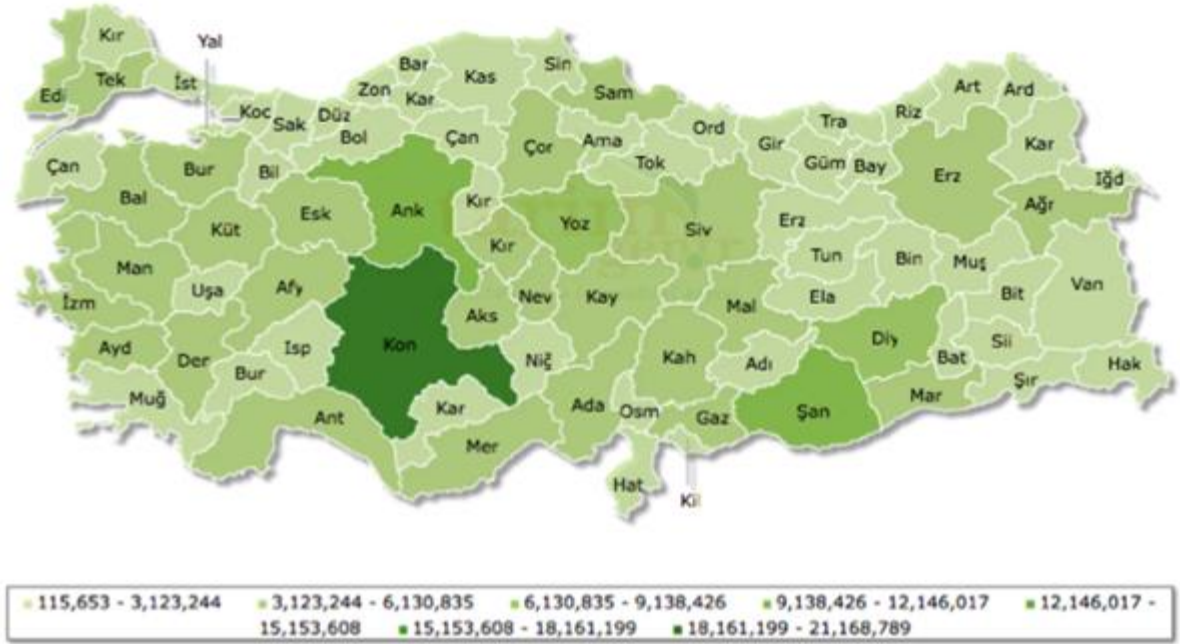 Kır
Yal
Bar
Sin
Tek
İst
Zon
Kas
Sam
Art
Ard
Edi
Kar
Koc
Sak
Düz
Bol
Çan
Çor
Ama
Ord
Gir
Tra
Riz
Kar
Çan
Bur
Bil
Tok
Güm
Bay
Erz
Iğd
Bal
Esk
Ank
Kır
Yoz
Siv
Erz
Ağr
Küt
Kır
Tun
Bin
Muş
Man
Uşa
Afy
Nev
Kay
Mal
Ela
Bit
Van
İzm
Aks
Ayd
Der
Isp
Kon
Niğ
Kah
Adı
Diy
Bat
Sii
Hak
Bur
Şır
Muğ
Ant
Kar
Ada
Osm
Gaz
Şan
Mar
Mer
Hat
Kil
115,653 - 3,123,244 3,123,244 - 6,130,835 6,130,835 - 9,138,426 9,138,426 - 12,146,017 12,146,017 -
15,153,608 15,153,608 - 18,161,199 18,161,199 - 21,168,789